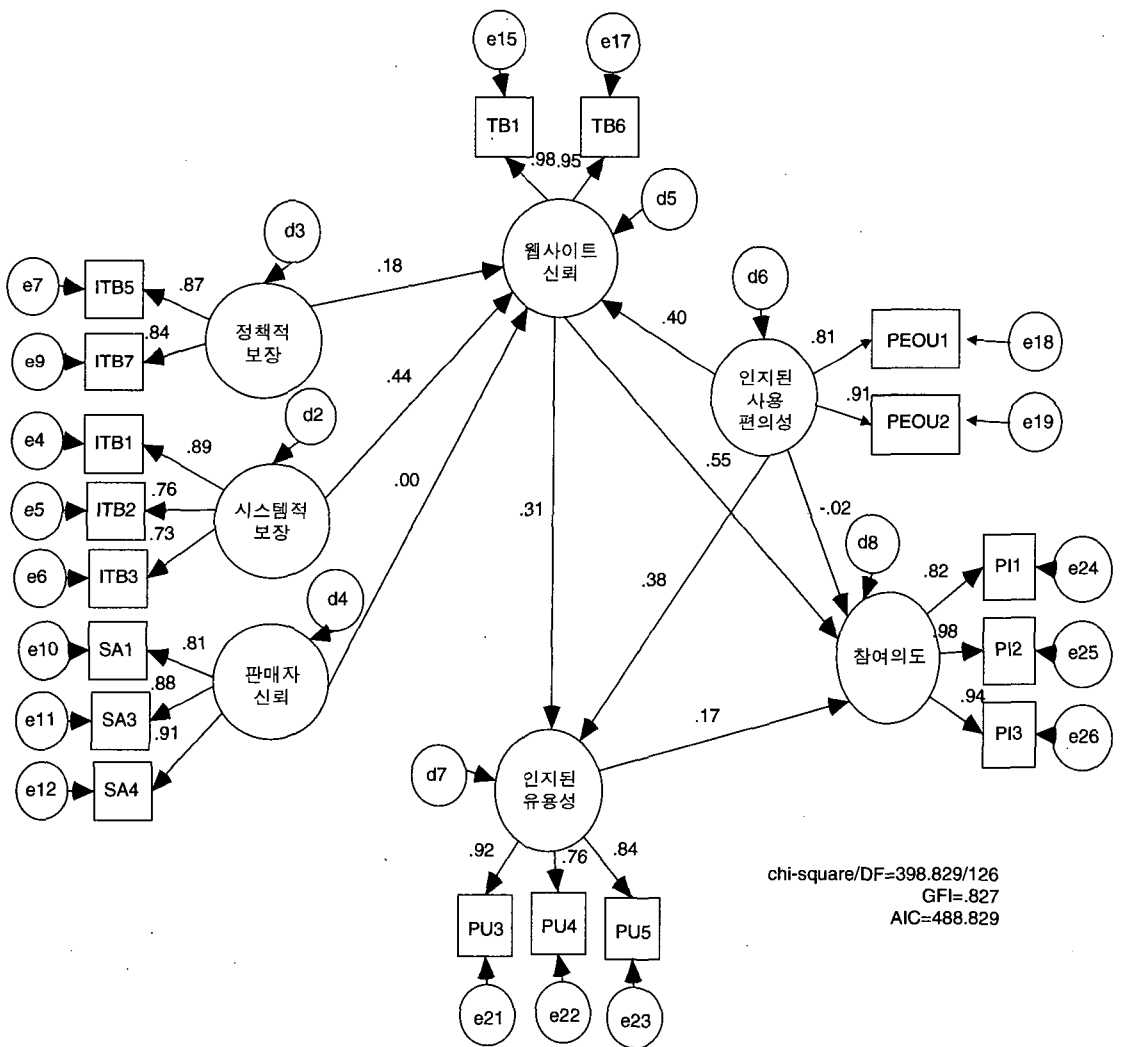 e15
e17
TB1
TB6
.98
.95
d5
웹사이트
신뢰
d3
e7
ITB5
.87
.18
e9
ITB7
.84
정책적
보장
d6
.40
.81
PEOU1
e18
인지된
사용
편의성
.91
PEOU2
e19
.44
d2
e4
ITB1
.89
e5
ITB2
.76
시스템적
보장
.00
e6
ITB3
.73
.31
.55
-.02
.38
d8
d4
e10
SA1
.81
판매자
신뢰
e11
SA3
.88
e12
SA4
.91
참여의도
.82
PI1
e24
.98
PI2
e25
.94
PI3
e26
.17
d7
인지된
유용성
.92
.76
.84
PU3
PU4
PU5
e21
e22
e23
chi-square/DF=398.829/126
GFI=.827
AIC=488.829